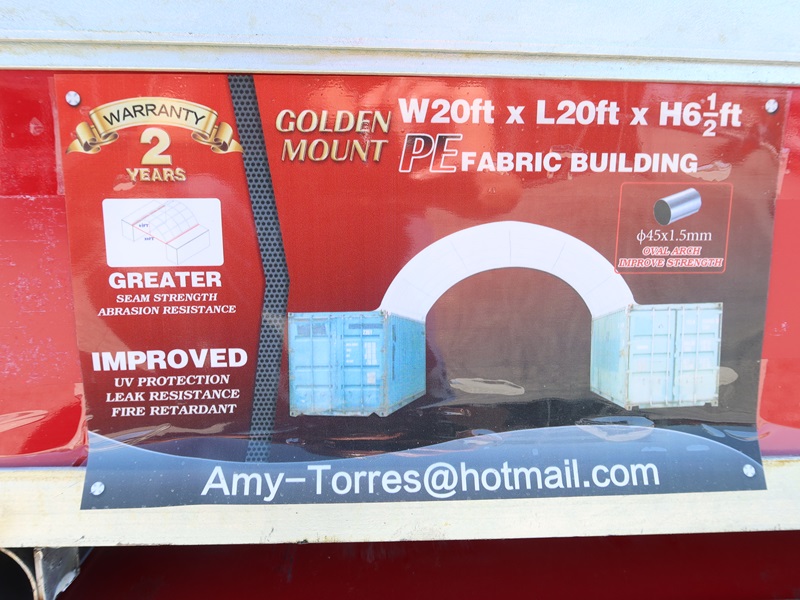 WARRANTY
2
YEARS
GOLDEN
MOUNT
W20ft x L20ft x H6½ft
PE FABRIC BUILDING
GREATER
SEAM STRENGTH
ABRASION RESISTANCE
IMPROVED
UV PROTECTION
LEAK RESISTANCE
FIRE RETARDANT
ф45x1.5mm
OVAL ARCH
IMPROVE STRENGTH
Amy-Torres@hotmail.com